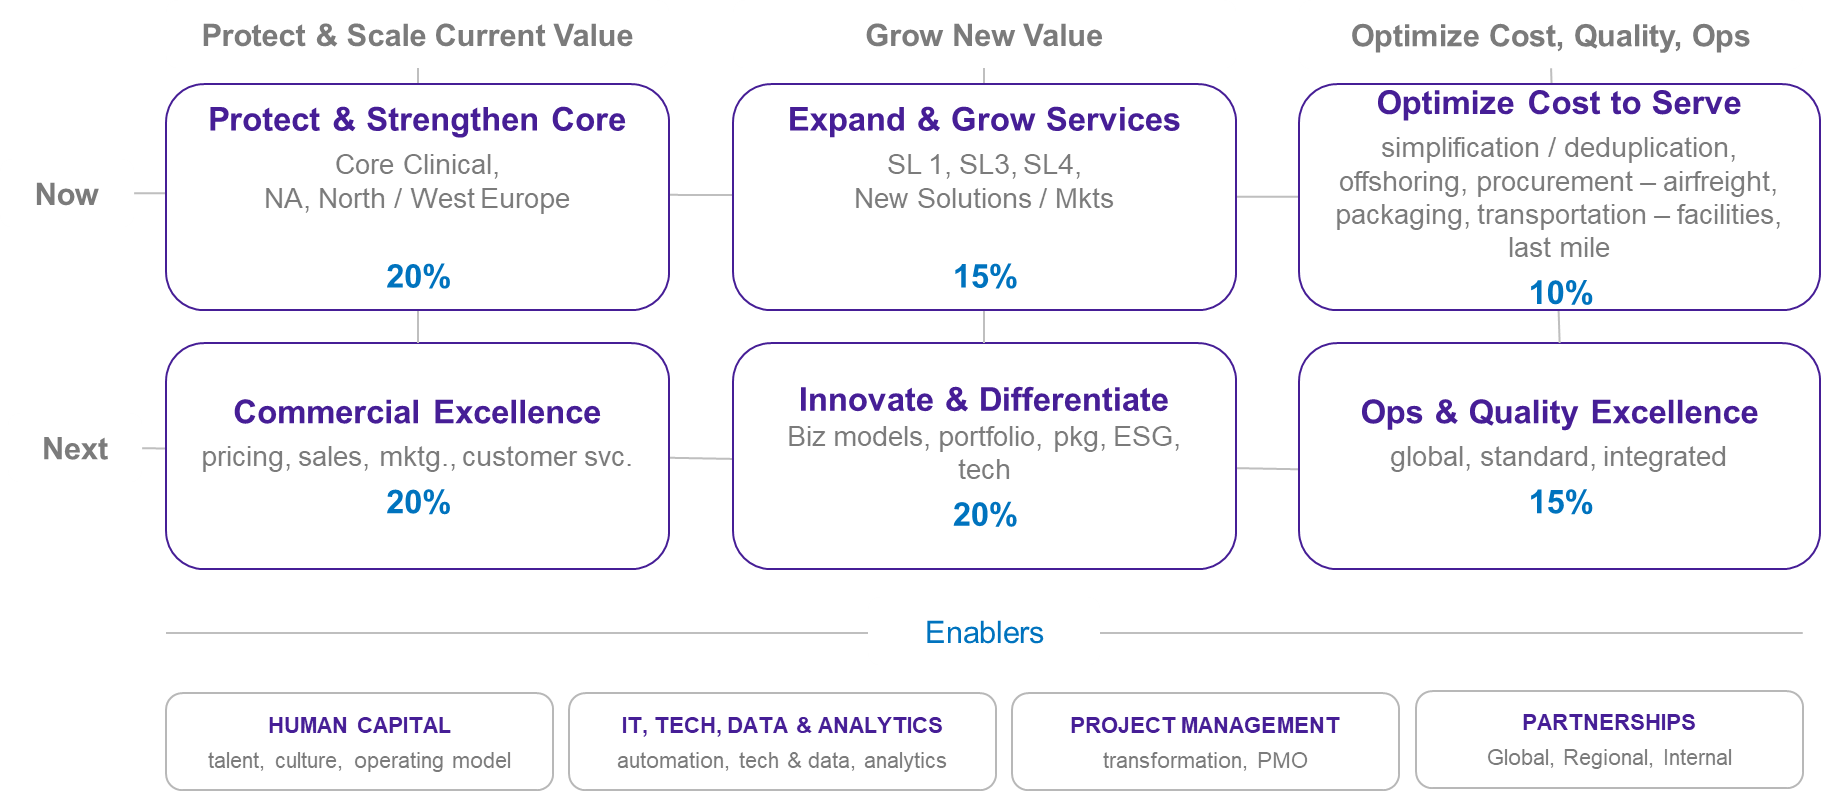 Protect & Scale Current Value
Grow New Value
Optimize Cost, Quality, Ops
Now
Protect & Strengthen Core
Core Clinical,
NA, North / West Europe
20%
Expand & Grow Services
SL 1, SL3, SL4,
New Solutions / Mkts
15%
Optimize Cost to Serve
simplification / deduplication,
offshoring, procurement – airfreight,
packaging, transportation – facilities,
last mile
10%
Next
Commercial Excellence
pricing, sales, mktg., customer svc.
20%
Innovate & Differentiate
Biz models, portfolio, pkg, ESG,
tech
20%
Ops & Quality Excellence
global, standard, integrated
15%
Enablers
HUMAN CAPITAL
talent, culture, operating model
IT, TECH, DATA & ANALYTICS
automation, tech & data, analytics
PROJECT MANAGEMENT
transformation, PMO
PARTNERSHIPS
Global, Regional, Internal